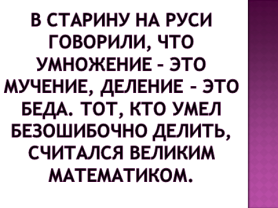 В СТАРИНУ НА РУСИ
ГОВОРИЛИ, ЧТО
УМНОЖЕНИЕ – ЭТО
МУЧЕНИЕ, ДЕЛЕНИЕ – ЭТО
БЕДА. ТОТ, КТО УМЕЛ
БЕЗОШИБОЧНО ДЕЛИТЬ,
СЧИТАЛСЯ ВЕЛИКИМ
МАТЕМАТИКОМ.